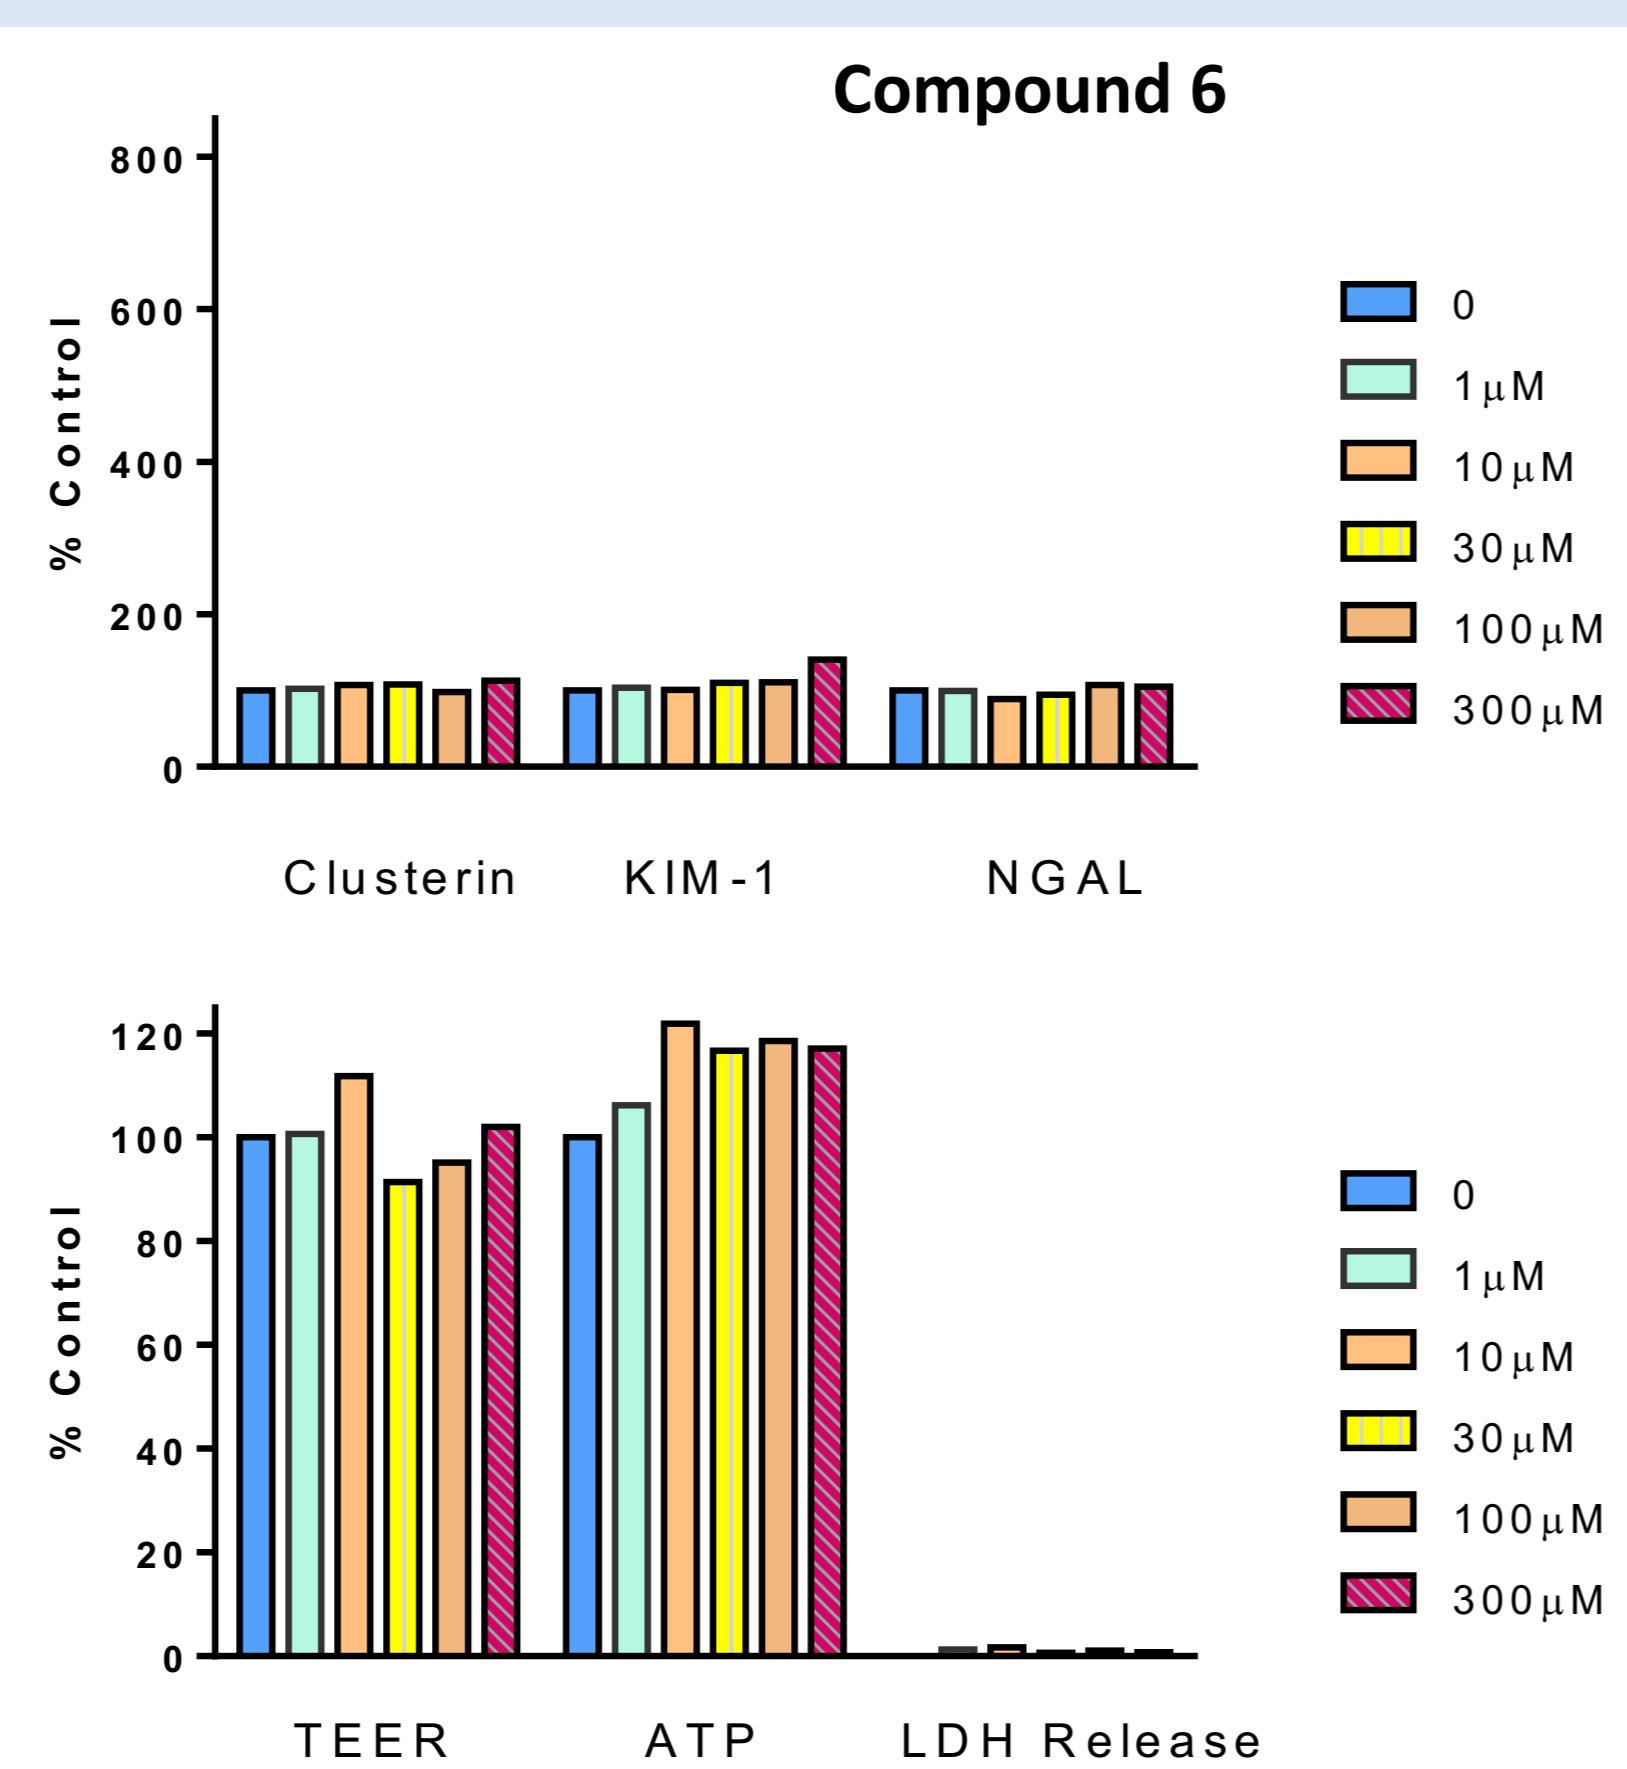 Compound 6
% Control
800
600
400
200
0
Clusterin KIM-1 NGAL
0
1μM
10μM
30μM
100μM
300μM
% Control
120
100
80
60
40
20
0
TEER ATP LDH Release
0
1μM
10μM
30μM
100μM
300μM